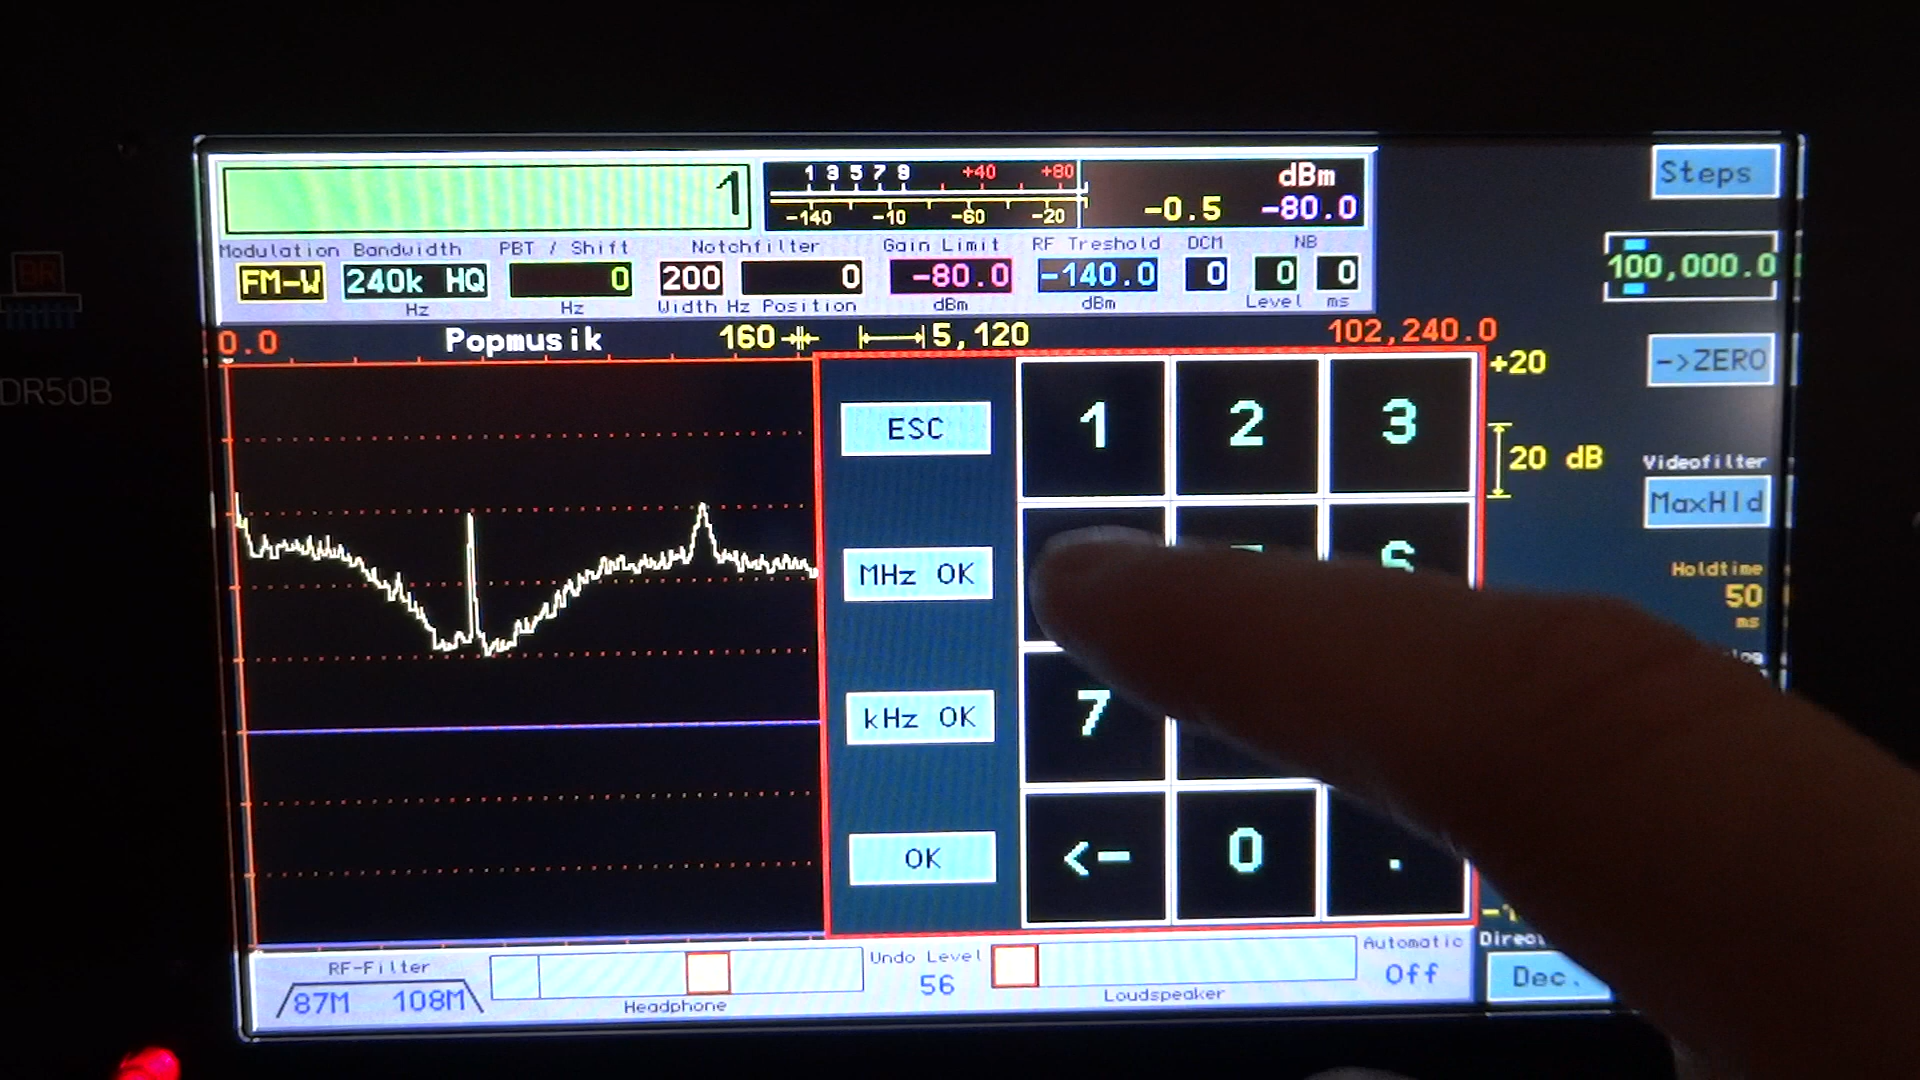 1
1 3 5 7 9 +40 +80
-140 -10 -60 -20
dBm
-0.5 -80.0
Steps
Modulation Bandwidth PBT / Shift Notchfilter Gain Limit RF Treshold DCM NB
FM-W 240k HQ 0 200 0 -80.0 -140.0 0 0 0
Hz Hz Width Hz Position dBm dBm Level ms
100,000.0
BR
DR50B
0.0 Popmusik 160 5,120 102,240.0
+20
->ZERO
20 dB
Videofilter
MaxHld
Holdtime
50
ms
ESC 1 2 3
MHz OK
kHz OK 7
OK <- 0 .
RF-Filter
87M 108M
Headphone
Undo Level
56
Loudspeaker
Automatic
Off
Dec.